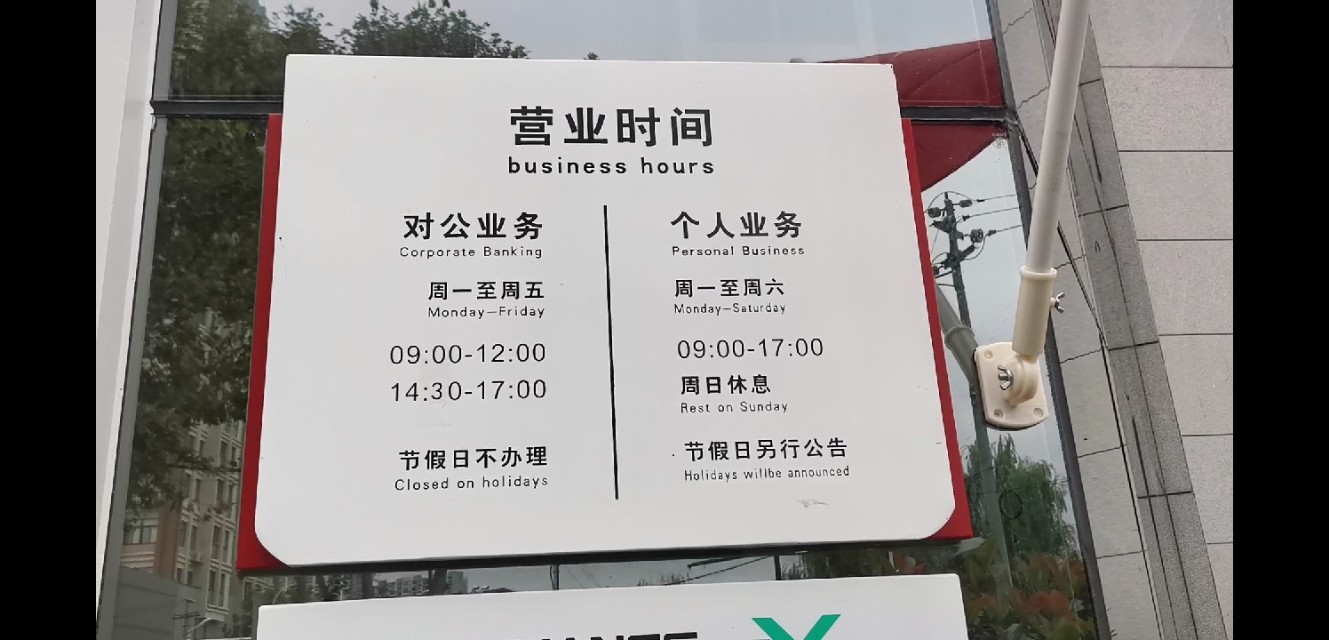 营业时间
business hours
对公业务
Corporate Banking
周一至周五
Monday—Friday
09:00-12:00
14:30-17:00
节假日不办理
Closed on holidays
个人业务
Personal Business
周一至周六
Monday—Saturday
09:00-17:00
周日休息
Rest on Sunday
节假日另行公告
Holidays willbe announced